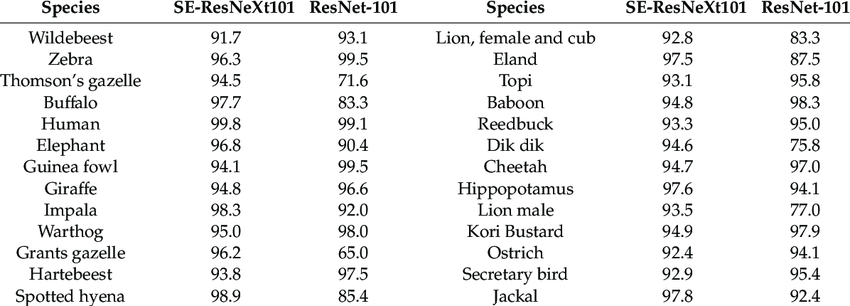 Species SE-ResNeXt101 ResNet-101 Species SE-ResNeXt101 ResNet-101
Wildebeest 91.7 93.1 Lion, female and cub 92.8 83.3
Zebra 96.3 99.5 Eland 97.5 87.5
Thomson's gazelle 94.5 71.6 Topi 93.1 95.8
Buffalo 97.7 83.3 Baboon 94.8 98.3
Human 99.8 99.1 Reedbuck 93.3 95.0
Elephant 96.8 90.4 Dik dik 94.6 75.8
Guinea fowl 94.1 99.5 Cheetah 94.7 97.0
Giraffe 94.8 96.6 Hippopotamus 97.6 94.1
Impala 98.3 92.0 Lion male 93.5 77.0
Warthog 95.0 98.0 Kori Bustard 94.9 97.9
Grants gazelle 96.2 65.0 Ostrich 92.4 94.1
Hartebeest 93.8 97.5 Secretary bird 92.9 95.4
Spotted hyena 98.9 85.4 Jackal 97.8 92.4